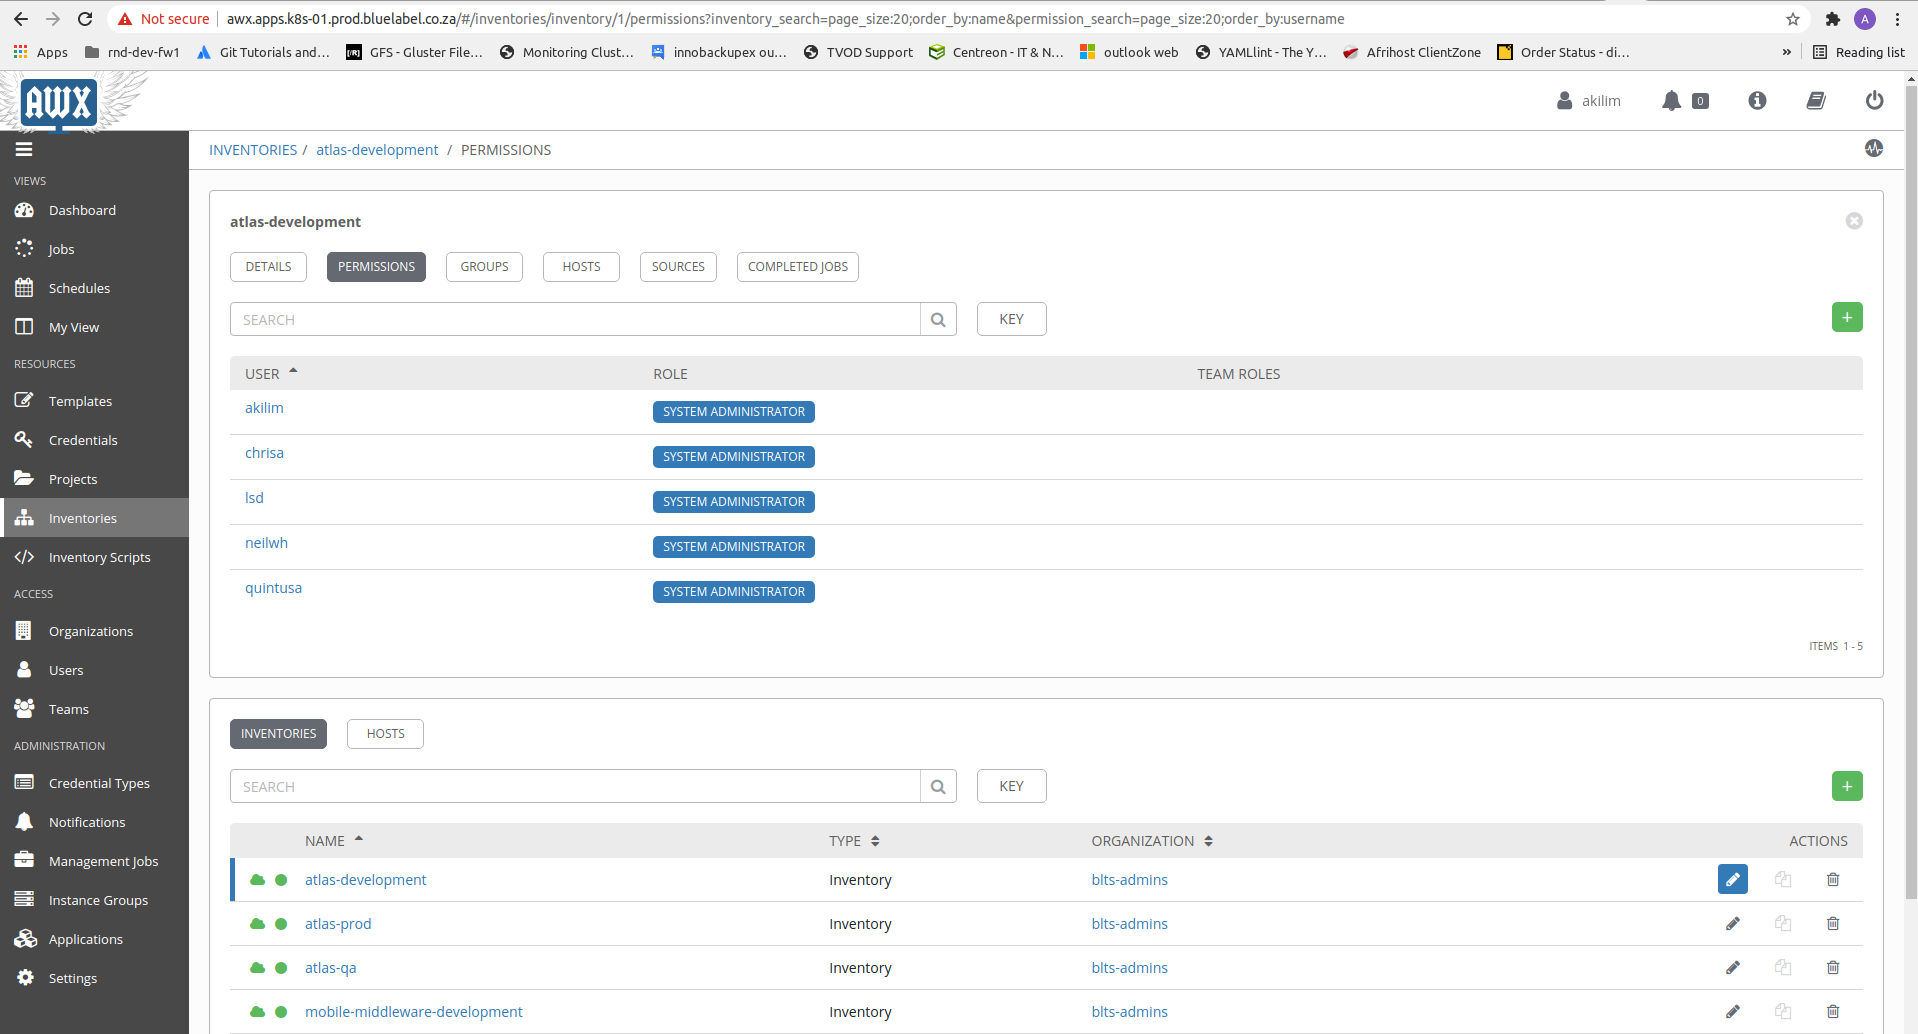 Not secure | awx.apps.k8s-01.prod.bluelabel.co.za/#/inventories/inventory/1/permissions?inventory_search=page_size:20;order_by:name&permission_search=page_size:20;order_by:username A
Apps rnd-dev-fw1 Git Tutorials and... [/R] GFS - Gluster File... Monitoring Clust... innobackupex ou... TVOD Support Centreon - IT & N... outlook web YAMLlint - The Y... Afrihost ClientZone Order Status - di... » Reading list
AWX akilim 0
INVENTORIES / atlas-development / PERMISSIONS
VIEWS
Dashboard
Jobs
Schedules
My View
RESOURCES
Templates
Credentials
Projects
Inventories
Inventory Scripts
ACCESS
Organizations
Users
Teams
ADMINISTRATION
Credential Types
Notifications
Management Jobs
Instance Groups
Applications
Settings
atlas-development
DETAILS PERMISSIONS GROUPS HOSTS SOURCES COMPLETED JOBS
SEARCH KEY +
USER ROLE TEAM ROLES
akilim SYSTEM ADMINISTRATOR
chrisa SYSTEM ADMINISTRATOR
lsd SYSTEM ADMINISTRATOR
neilwh SYSTEM ADMINISTRATOR
quintusa SYSTEM ADMINISTRATOR
ITEMS 1 - 5
INVENTORIES HOSTS
SEARCH KEY +
NAME TYPE ORGANIZATION ACTIONS
atlas-development Inventory blts-admins
atlas-prod Inventory blts-admins
atlas-qa Inventory blts-admins
mobile-middleware-development Inventory blts-admins